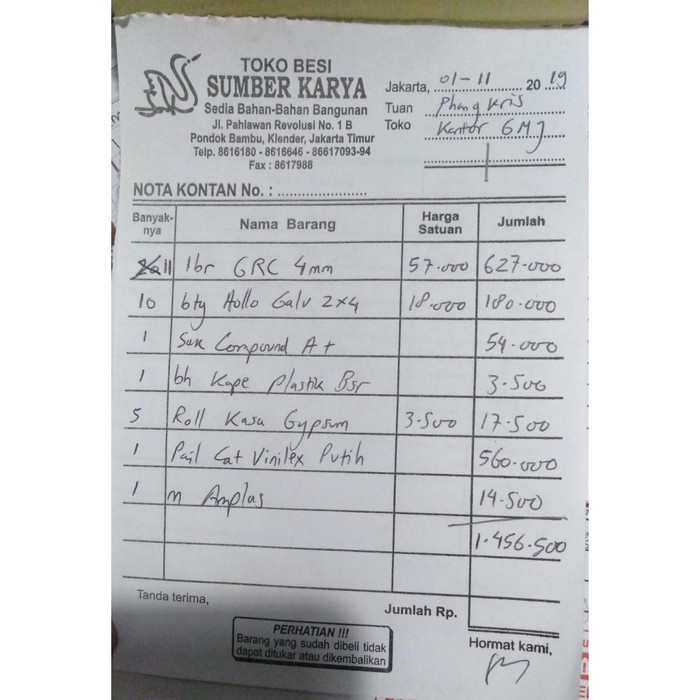 TOKO BESI
SUMBER KARYA
Sedia Bahan-Bahan Bangunan
Jl. Pahlawan Revolusi No. 1 B
Pondok Bambu, Klender, Jakarta Timur
Telp. 8616180 - 8616646 - 86617093-94
Fax : 8617988
Jakarta, 01-11 2019
Tuan Phang Kris
Toko Kantor GMJ
NOTA KONTAN No. :
Banyak-nya Nama Barang Harga Satuan Jumlah
11 lbr GRC 4mm 57.000 627.000
10 btg Hollo Galv 2x4 18.000 180.000
1 Sak Compound A+ 54.000
1 bh Kape Plastik Bsr 3.500
5 Roll Kasa Gypsum 3.500 17.500
1 Pail Cat Vinilex Putih 560.000
1 m Amplas 14.500
1.456.500
Tanda terima,
Jumlah Rp.
PERHATIAN !!!
Barang yang sudah dibeli tidak
dapat ditukar atau dikembalikan
Hormat kami,